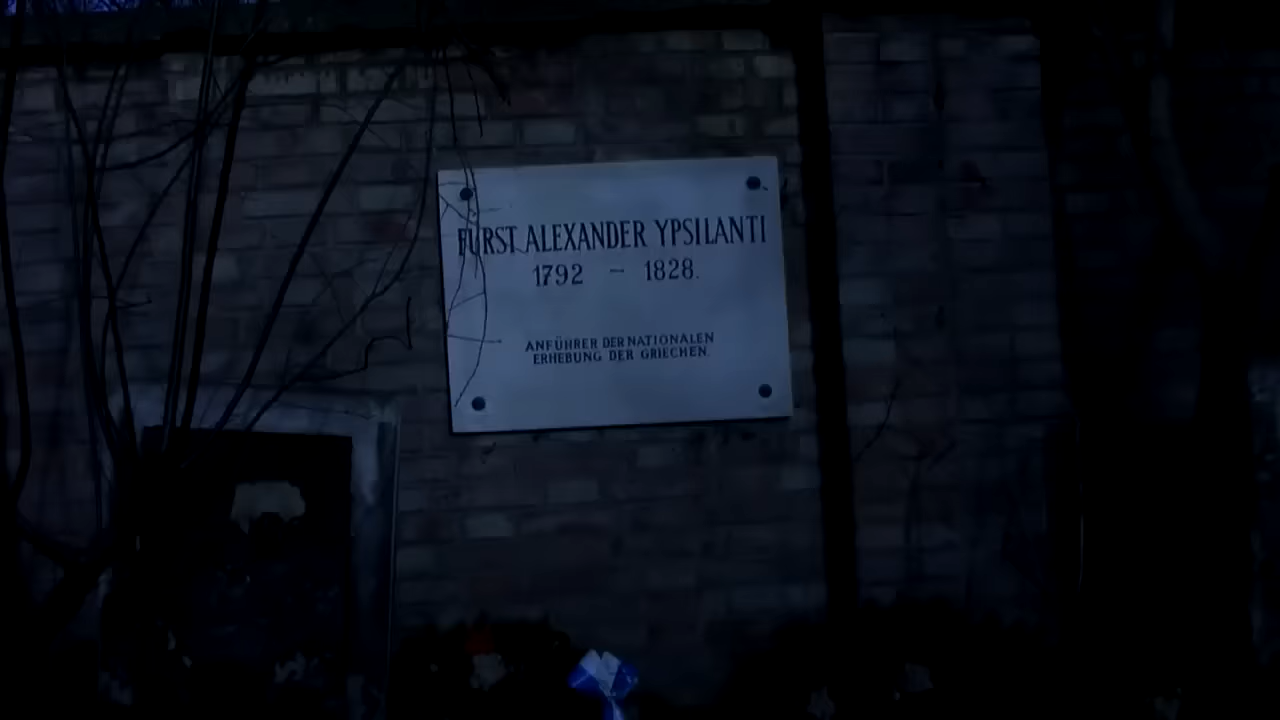 FÜRST ALEXANDER YPSILANTI
1792 – 1828.
ANFÜHRER DER NATIONALEN
ERHEBUNG DER GRIECHEN.